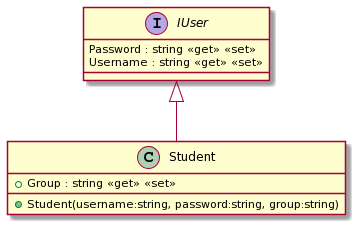 I IUser
Password : string «get» «set»
Username : string «get» «set»
C Student
Group : string «get» «set»
Student(username:string, password:string, group:string)